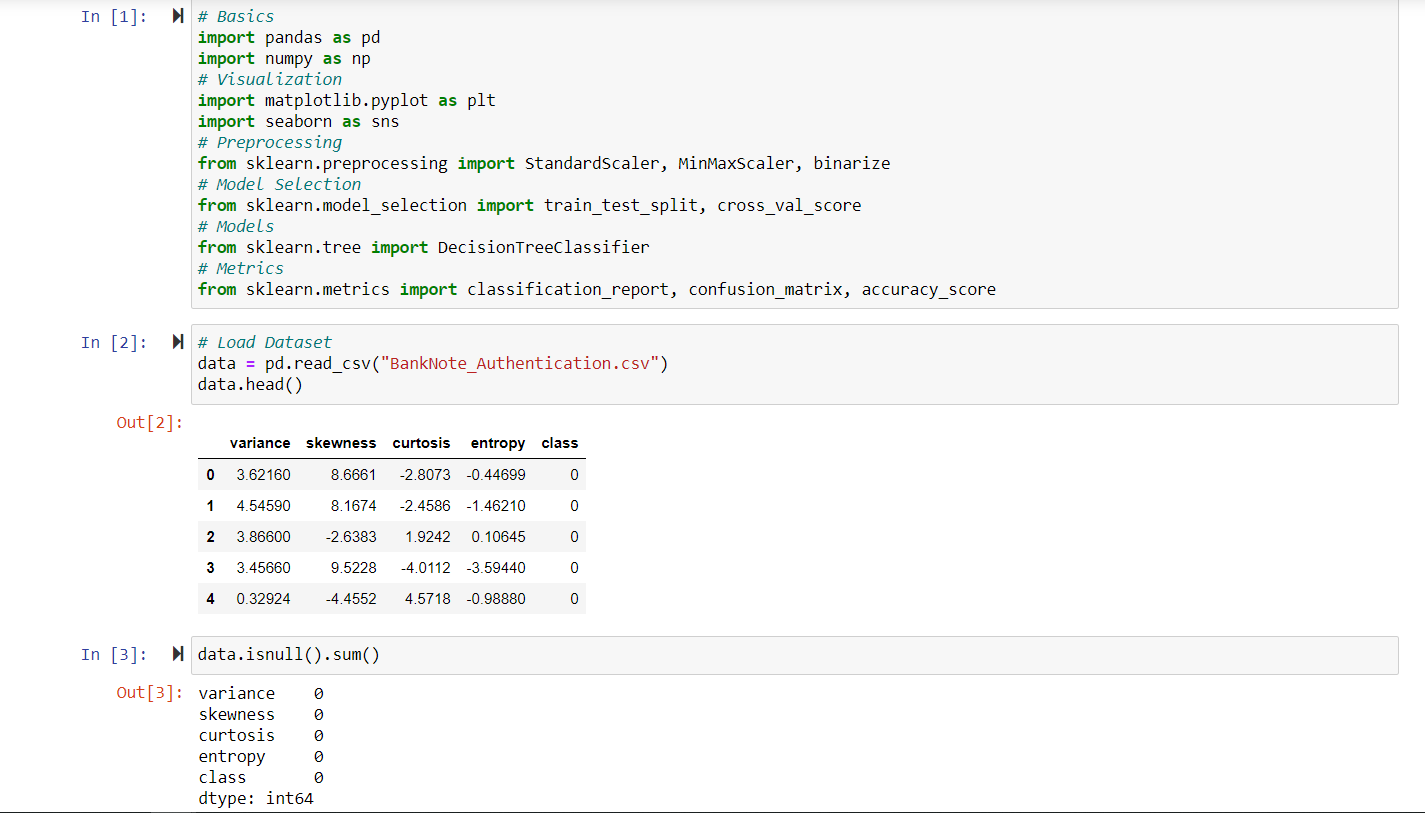 In [1]: # Basics
import pandas as pd
import numpy as np
# Visualization
import matplotlib.pyplot as plt
import seaborn as sns
# Preprocessing
from sklearn.preprocessing import StandardScaler, MinMaxScaler, binarize
# Model Selection
from sklearn.model_selection import train_test_split, cross_val_score
# Models
from sklearn.tree import DecisionTreeClassifier
# Metrics
from sklearn.metrics import classification_report, confusion_matrix, accuracy_score
In [2]: # Load Dataset
data = pd.read_csv("BankNote_Authentication.csv")
data.head()
Out[2]:
variance skewness curtosis entropy class
0 3.62160 8.6661 -2.8073 -0.44699 0
1 4.54590 8.1674 -2.4586 -1.46210 0
2 3.86600 -2.6383 1.9242 0.10645 0
3 3.45660 9.5228 -4.0112 -3.59440 0
4 0.32924 -4.4552 4.5718 -0.98880 0
In [3]: data.isnull().sum()
Out[3]: variance 0
skewness 0
curtosis 0
entropy 0
class 0
dtype: int64